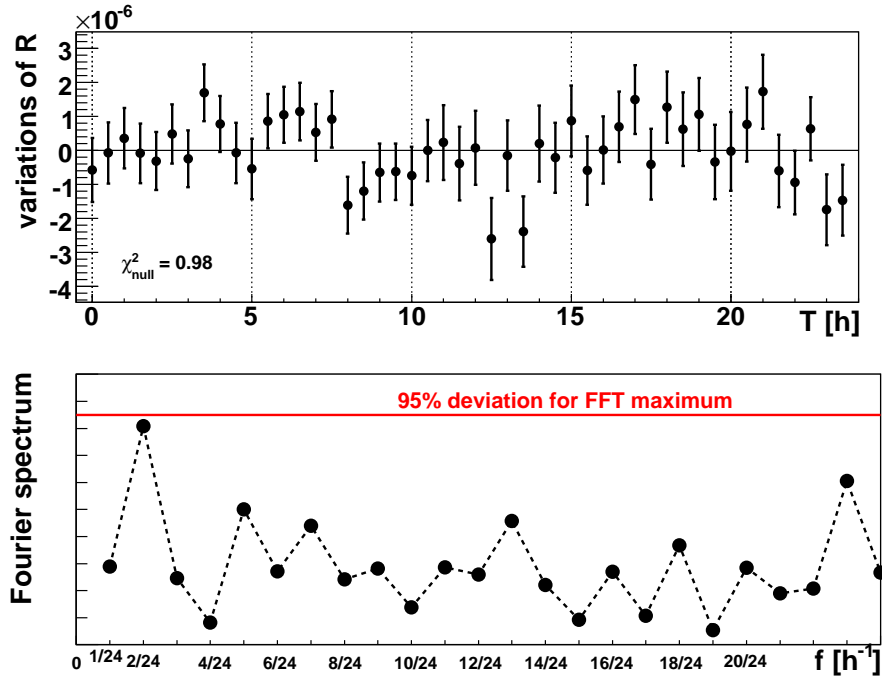 ×10⁻⁶
variations of R
3
2
1
0
-1
-2
-3
-4
χ²null = 0.98
0 5 10 15 20
T [h]
95% deviation for FFT maximum
Fourier spectrum
0 1/24 2/24 4/24 6/24 8/24 10/24 12/24 14/24 16/24 18/24 20/24 f [h⁻¹]